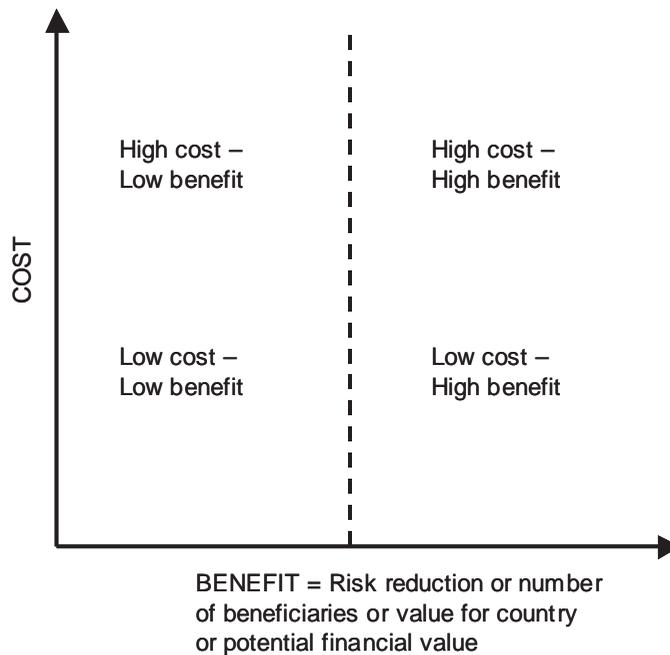 High cost –
Low benefit
High cost –
High benefit
COST
Low cost –
Low benefit
Low cost –
High benefit
BENEFIT = Risk reduction or number
of beneficiaries or value for country
or potential financial value